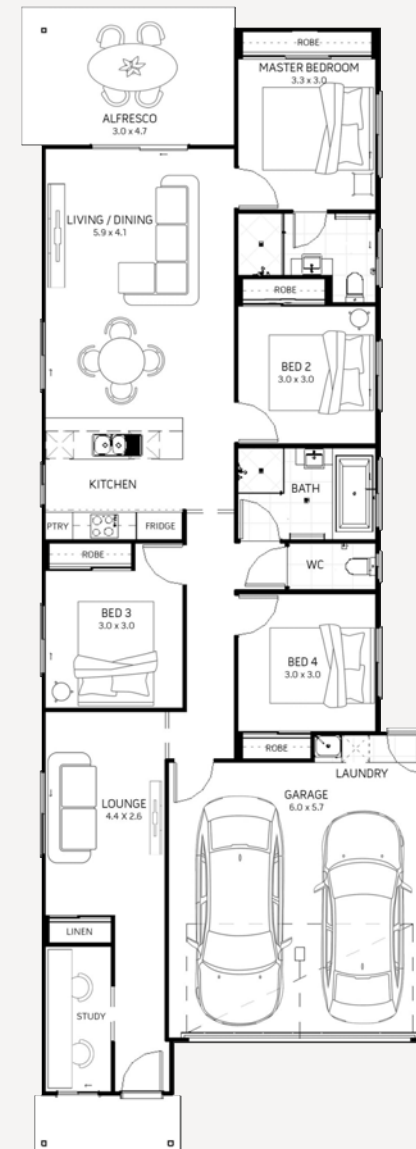 ROBE
MASTER BEDROOM
3.3 x 3.0
ALFRESCO
3.0 x 4.7
LIVING / DINING
5.9 x 4.1
ROBE
BED 2
3.0 x 3.0
KITCHEN
BATH
PTRY
FRIDGE
ROBE
WC
BED 3
3.0 x 3.0
BED 4
3.0 x 3.0
ROBE
LAUNDRY
GARAGE
6.0 x 5.7
LOUNGE
4.4 X 2.6
LINEN
STUDY